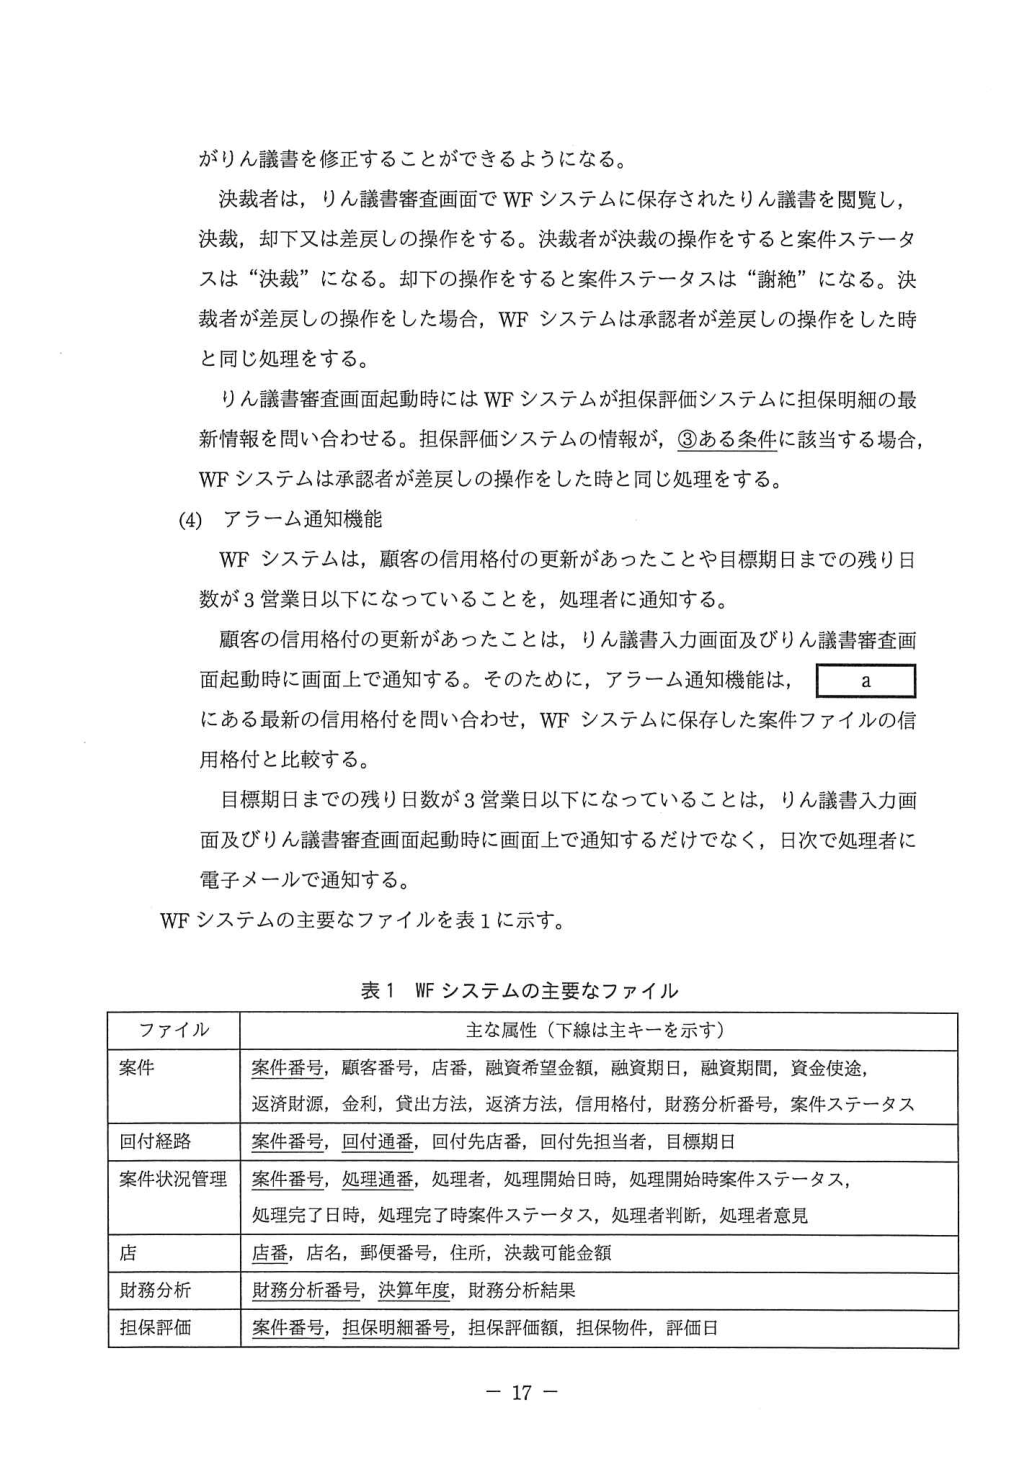 がりん議書を修正することができるようになる。
決裁者は，りん議書審査画面で WF システムに保存されたりん議書を閲覧し，
決裁，却下又は差戻しの操作をする。決裁者が決裁の操作をすると案件ステータ
スは“決裁”になる。却下の操作をすると案件ステータスは“謝絶”になる。決
裁者が差戻しの操作をした場合，WF システムは承認者が差戻しの操作をした時
と同じ処理をする。
りん議書審査画面起動時には WF システムが担保評価システムに担保明細の最
新情報を問い合わせる。担保評価システムの情報が，③ある条件に該当する場合，
WF システムは承認者が差戻しの操作をした時と同じ処理をする。
(4) アラーム通知機能
WF システムは，顧客の信用格付の更新があったことや目標期日までの残り日
数が 3 営業日以下になっていることを，処理者に通知する。
顧客の信用格付の更新があったことは，りん議書入力画面及びりん議書審査画
面起動時に画面上で通知する。そのために，アラーム通知機能は， a
にある最新の信用格付を問い合わせ，WF システムに保存した案件ファイルの信
用格付と比較する。
目標期日までの残り日数が 3 営業日以下になっていることは，りん議書入力画
面及びりん議書審査画面起動時に画面上で通知するだけでなく，日次で処理者に
電子メールで通知する。
WF システムの主要なファイルを表 1 に示す。
表 1 WF システムの主要なファイル
ファイル 主な属性（下線は主キーを示す）
案件 案件番号，顧客番号，店番，融資希望金額，融資期日，融資期間，資金使途，
返済財源，金利，貸出方法，返済方法，信用格付，財務分析番号，案件ステータス
回付経路 案件番号，回付通番，回付先店番，回付先担当者，目標期日
案件状況管理 案件番号，処理通番，処理者，処理開始日時，処理開始時案件ステータス，
処理完了日時，処理完了時案件ステータス，処理者判断，処理者意見
店 店番，店名，郵便番号，住所，決裁可能金額
財務分析 財務分析番号，決算年度，財務分析結果
担保評価 案件番号，担保明細番号，担保評価額，担保物件，評価日
－ 17 －